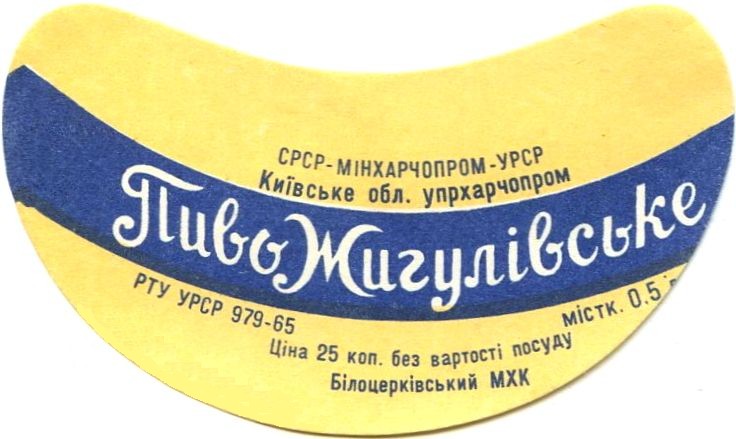 СРСР-МІНХАРЧОПРОМ-УРСР
Київське обл. упрхарчопром
Пиво Жигулівське
РТУ УРСР 979-65
містк. 0,5
Ціна 25 коп. без вартості посуду
Білоцерківський МХК